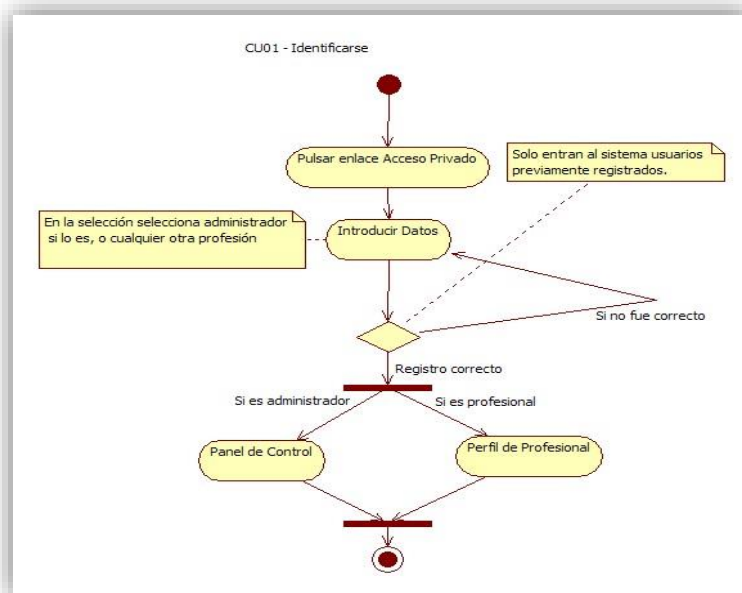 CU01 - Identificarse
Pulsar enlace Acceso Privado
Solo entran al sistema usuarios
previamente registrados.
En la selección selecciona administrador
si lo es, o cualquier otra profesión
Introducir Datos
Si no fue correcto
Registro correcto
Si es administrador
Si es profesional
Panel de Control
Perfil de Profesional